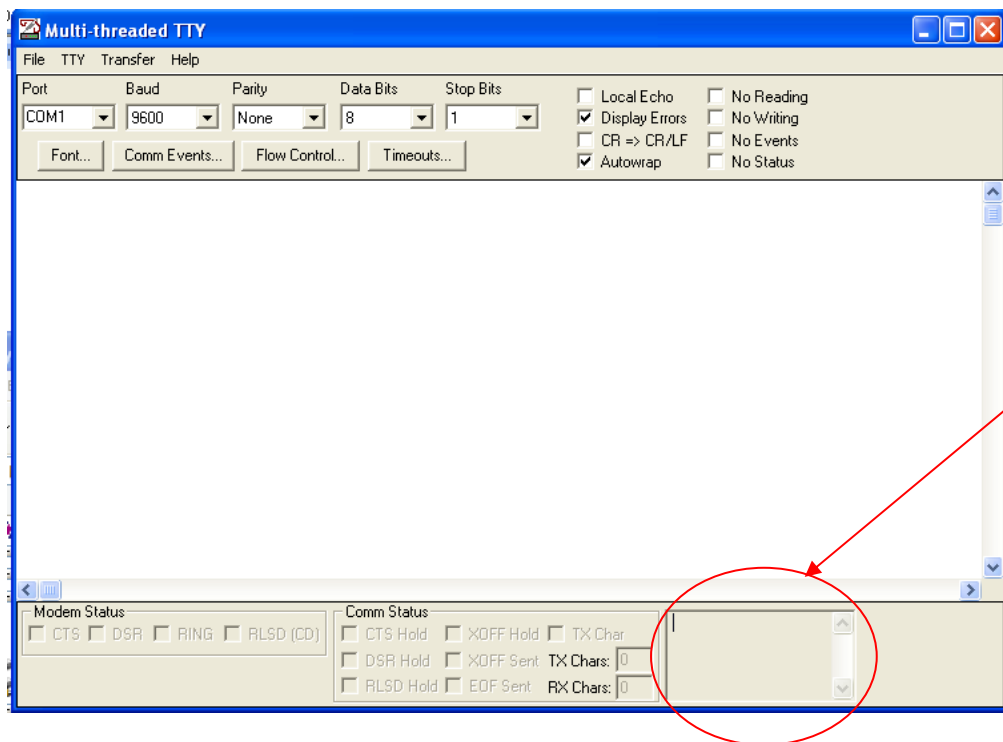 Multi-threaded TTY
File TTY Transfer Help
Port Baud Parity Data Bits Stop Bits
COM1 9600 None 8 1
Font... Comm Events... Flow Control... Timeouts...
Local Echo No Reading
Display Errors No Writing
CR => CR/LF No Events
Autowrap No Status
Modem Status
CTS DSR RING RLSD (CD)
Comm Status
CTS Hold XOFF Hold TX Char
DSR Hold XOFF Sent TX Chars: 0
RLSD Hold EOF Sent RX Chars: 0